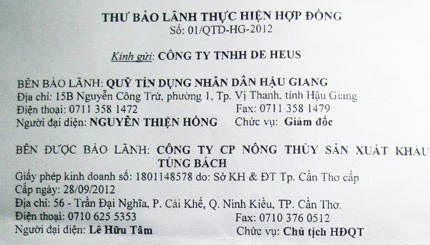 THƯ BẢO LÃNH THỰC HIỆN HỢP ĐỒNG
Số: 01/QTD-HG-2012
Kính gửi: CÔNG TY TNHH DE HEUS
BÊN BẢO LÃNH: QUỸ TÍN DỤNG NHÂN DÂN HẬU GIANG
Địa chỉ: 15B Nguyễn Công Trứ, phường 1, Tp. Vị Thanh, tỉnh Hậu Giang
Điện thoại: 0711 358 1472 Fax: 0711 358 1479
Người đại diện: NGUYỄN THIỆN HỒNG Chức vụ: Giám đốc
BÊN ĐƯỢC BẢO LÃNH: CÔNG TY CP NÔNG THỦY SẢN XUẤT KHẨU
TÙNG BÁCH
Giấy phép kinh doanh số: 1801148578 do: Sở KH & ĐT Tp. Cần Thơ cấp
Cấp ngày: 28/09/2012
Địa chỉ: 56 - Trần Đại Nghĩa, P. Cái Khế, Q. Ninh Kiều, TP. Cần Thơ.
Điện thoại: 0710 625 5353 Fax: 0710 376 0512
Người đại diện: Lê Hữu Tâm Chức vụ: Chủ tịch HĐQT